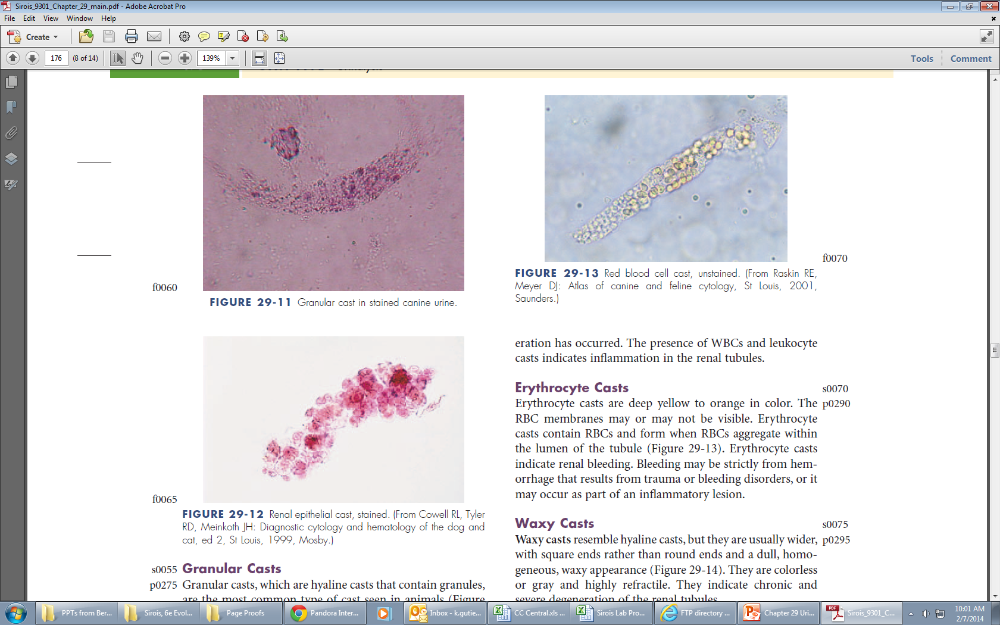 Sirois_9301_Chapter_29_main.pdf - Adobe Acrobat Pro
File Edit View Window Help
Create
176 (8 of 14) 139% Tools Comment
Urinalysis
f0060
FIGURE 29-11 Granular cast in stained canine urine.
f0065
FIGURE 29-12 Renal epithelial cast, stained. (From Cowell RL, Tyler
RD, Meinkoth JH: Diagnostic cytology and hematology of the dog and
cat, ed 2, St Louis, 1999, Mosby.)
s0055 Granular Casts
p0275 Granular casts, which are hyaline casts that contain granules,
are the most common type of cast seen in animals (Figure
f0070
FIGURE 29-13 Red blood cell cast, unstained. (From Raskin RE,
Meyer DJ: Atlas of canine and feline cytology, St Louis, 2001,
Saunders.)
eration has occurred. The presence of WBCs and leukocyte
casts indicates inflammation in the renal tubules.
Erythrocyte Casts s0070
Erythrocyte casts are deep yellow to orange in color. The p0290
RBC membranes may or may not be visible. Erythrocyte
casts contain RBCs and form when RBCs aggregate within
the lumen of the tubule (Figure 29-13). Erythrocyte casts
indicate renal bleeding. Bleeding may be strictly from hem-
orrhage that results from trauma or bleeding disorders, or it
may occur as part of an inflammatory lesion.
Waxy Casts s0075
Waxy casts resemble hyaline casts, but they are usually wider, p0295
with square ends rather than round ends and a dull, homo-
geneous, waxy appearance (Figure 29-14). They are colorless
or gray and highly refractile. They indicate chronic and
severe degeneration of the renal tubules.
PPTs from Ber... Sirois, 6e Evol... Page Proofs Pandora Inter... Inbox - k.gutie... CC Central.xls ... Sirois Lab Pro... FTP directory ... Chapter 29 Uri... Sirois_9301_C... 10:01 AM
2/7/2014